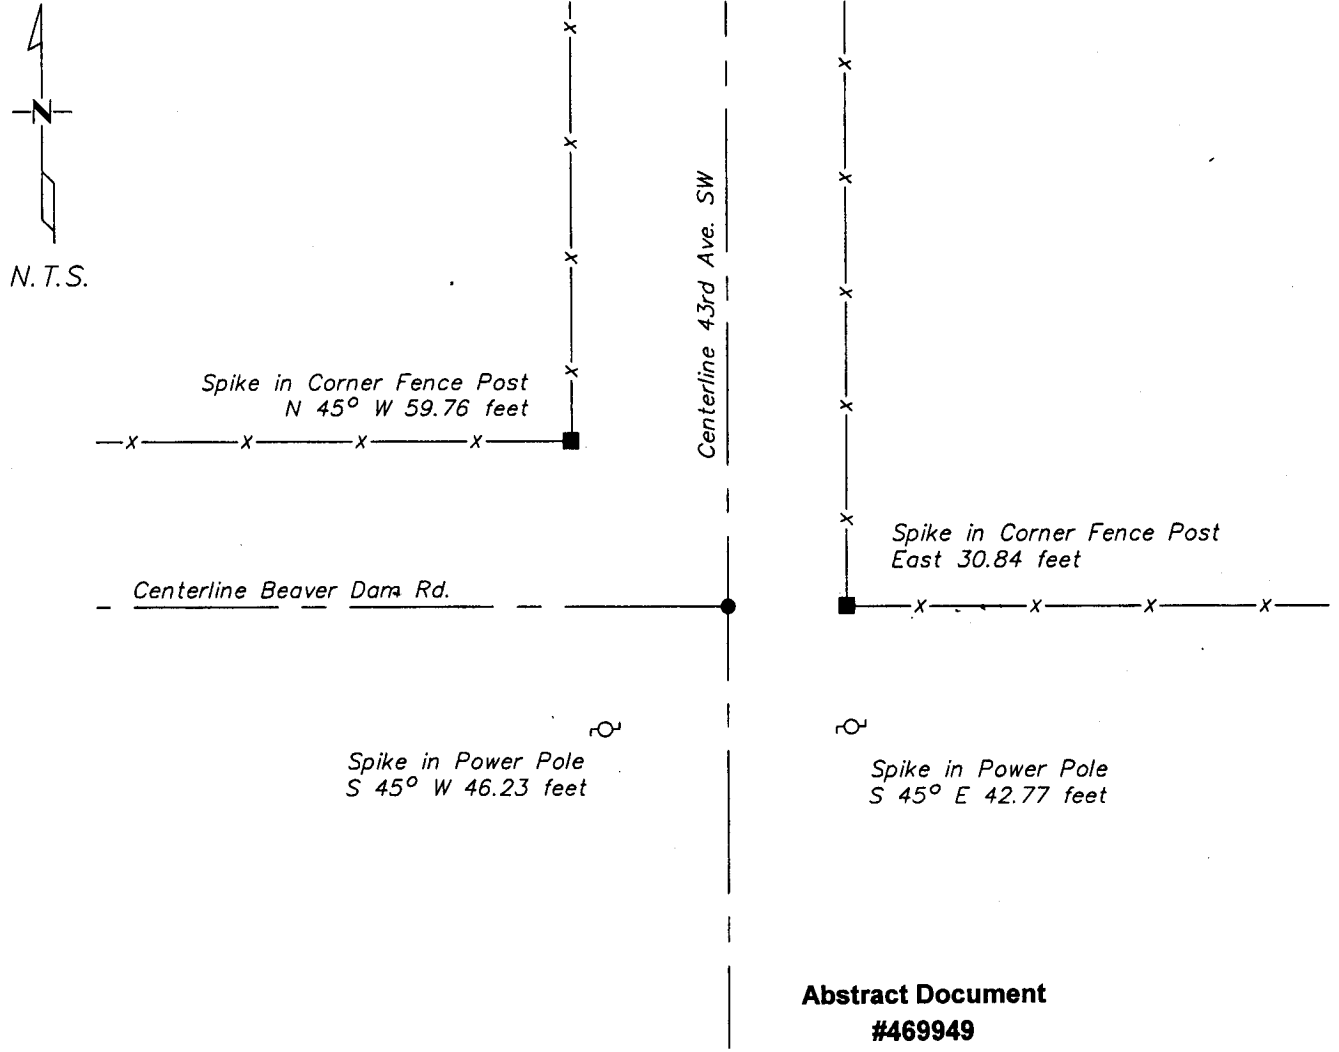 N
N.T.S.
Centerline 43rd Ave. SW
Spike in Corner Fence Post
N 45° W 59.76 feet
Spike in Corner Fence Post
East 30.84 feet
Centerline Beaver Dam Rd.
Spike in Power Pole
S 45° W 46.23 feet
Spike in Power Pole
S 45° E 42.77 feet
Abstract Document
#469949